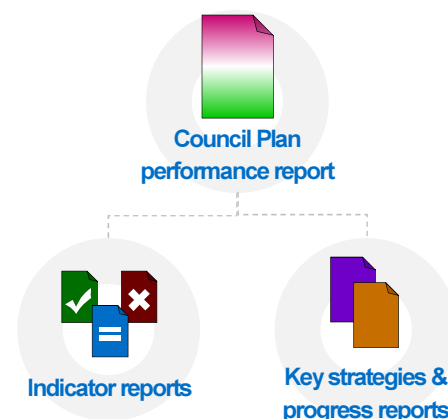 Council Plan
performance report
Indicator reports
Key strategies &
progress reports